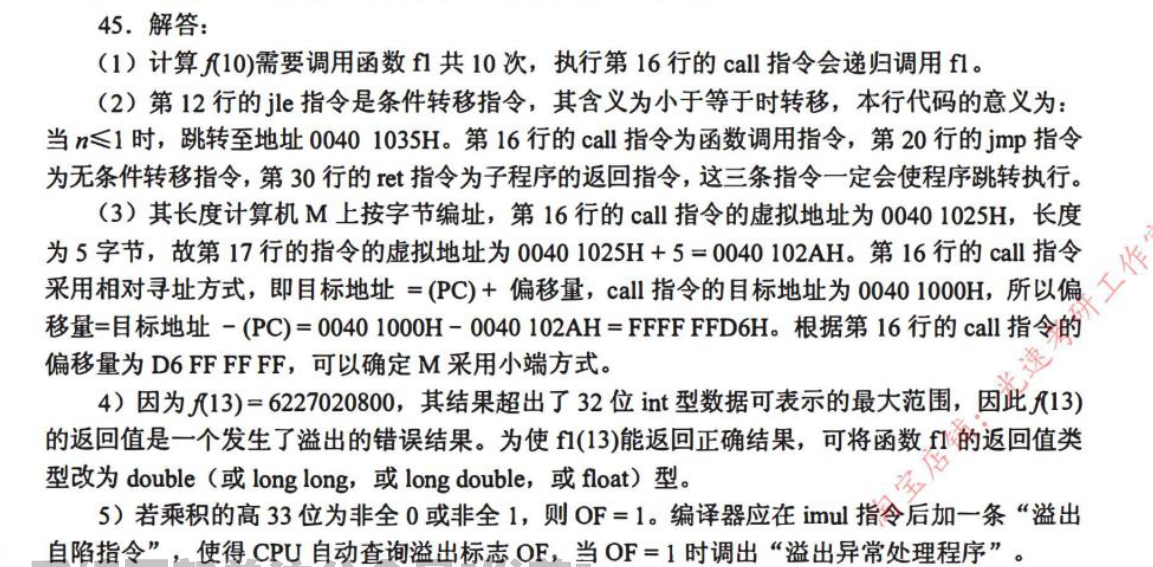 45．解答：
（1）计算 f(10)需要调用函数 f1 共 10 次，执行第 16 行的 call 指令会递归调用 f1。
（2）第 12 行的 jle 指令是条件转移指令，其含义为小于等于时转移，本行代码的意义为：
当 n≤1 时，跳转至地址 0040 1035H。第 16 行的 call 指令为函数调用指令，第 20 行的 jmp 指令
为无条件转移指令，第 30 行的 ret 指令为子程序的返回指令，这三条指令一定会使程序跳转执行。
（3）其长度计算机 M 上按字节编址，第 16 行的 call 指令的虚拟地址为 0040 1025H，长度
为 5 字节，故第 17 行的指令的虚拟地址为 0040 1025H + 5 = 0040 102AH。第 16 行的 call 指令
采用相对寻址方式，即目标地址 = (PC) + 偏移量，call 指令的目标地址为 0040 1000H，所以偏
移量=目标地址 − (PC) = 0040 1000H − 0040 102AH = FFFF FFD6H。根据第 16 行的 call 指令的
偏移量为 D6 FF FF FF，可以确定 M 采用小端方式。
4）因为 f(13) = 6227020800，其结果超出了 32 位 int 型数据可表示的最大范围，因此 f(13)
的返回值是一个发生了溢出的错误结果。为使 f1(13)能返回正确结果，可将函数 f1 的返回值类
型改为 double（或 long long，或 long double，或 float）型。
5）若乘积的高 33 位为非全 0 或非全 1，则 OF = 1。编译器应在 imul 指令后加一条“溢出
自陷指令”，使得 CPU 自动查询溢出标志 OF，当 OF = 1 时调出“溢出异常处理程序”。
淘宝店铺：光速考研工作